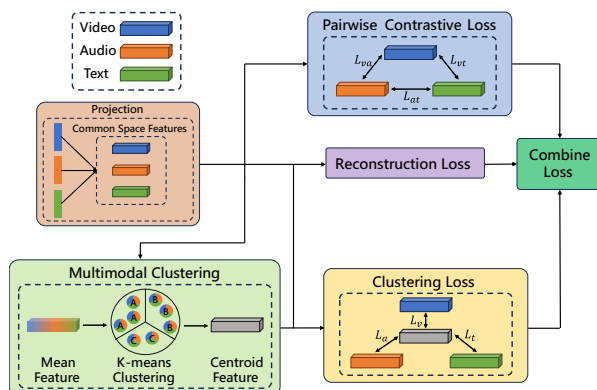 Video
Audio
Text
Pairwise Contrastive Loss
L_va
L_vt
L_at
Projection
Common Space Features
Reconstruction Loss
Combine
Loss
Multimodal Clustering
A
B
A
B
A
B
C
C
B
Mean
Feature
K-means
Clustering
Centroid
Feature
Clustering Loss
L_v
L_a
L_t